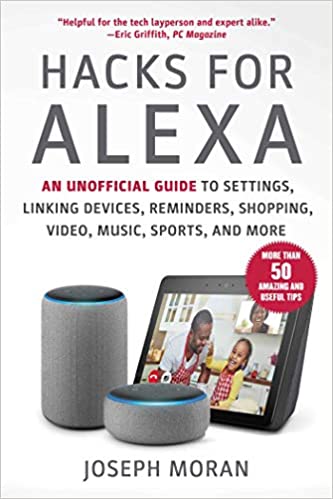 "Helpful for the tech layperson and expert alike."
—Eric Griffith, PC Magazine
HACKS FOR
ALEXA
AN UNOFFICIAL GUIDE TO SETTINGS,
LINKING DEVICES, REMINDERS, SHOPPING,
VIDEO, MUSIC, SPORTS, AND MORE
MORE THAN
50
AMAZING AND
USEFUL TIPS
JOSEPH MORAN